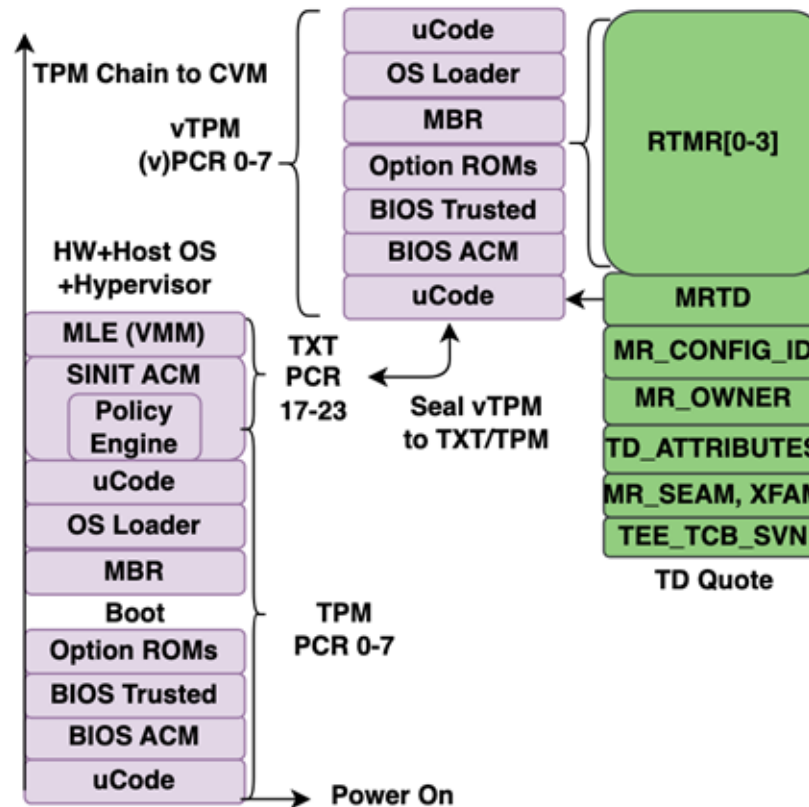 TPM Chain to CVM
vTPM
(v)PCR 0-7
uCode
OS Loader
MBR
Option ROMs
BIOS Trusted
BIOS ACM
uCode
RTMR[0-3]
MRTD
MR_CONFIG_ID
MR_OWNER
TD_ATTRIBUTES
MR_SEAM, XFAM
TEE_TCB_SVN
TD Quote
HW+Host OS
+Hypervisor
MLE (VMM)
SINIT ACM
Policy
Engine
uCode
OS Loader
MBR
Boot
Option ROMs
BIOS Trusted
BIOS ACM
uCode
TXT
PCR
17-23
Seal vTPM
to TXT/TPM
TPM
PCR 0-7
Power On